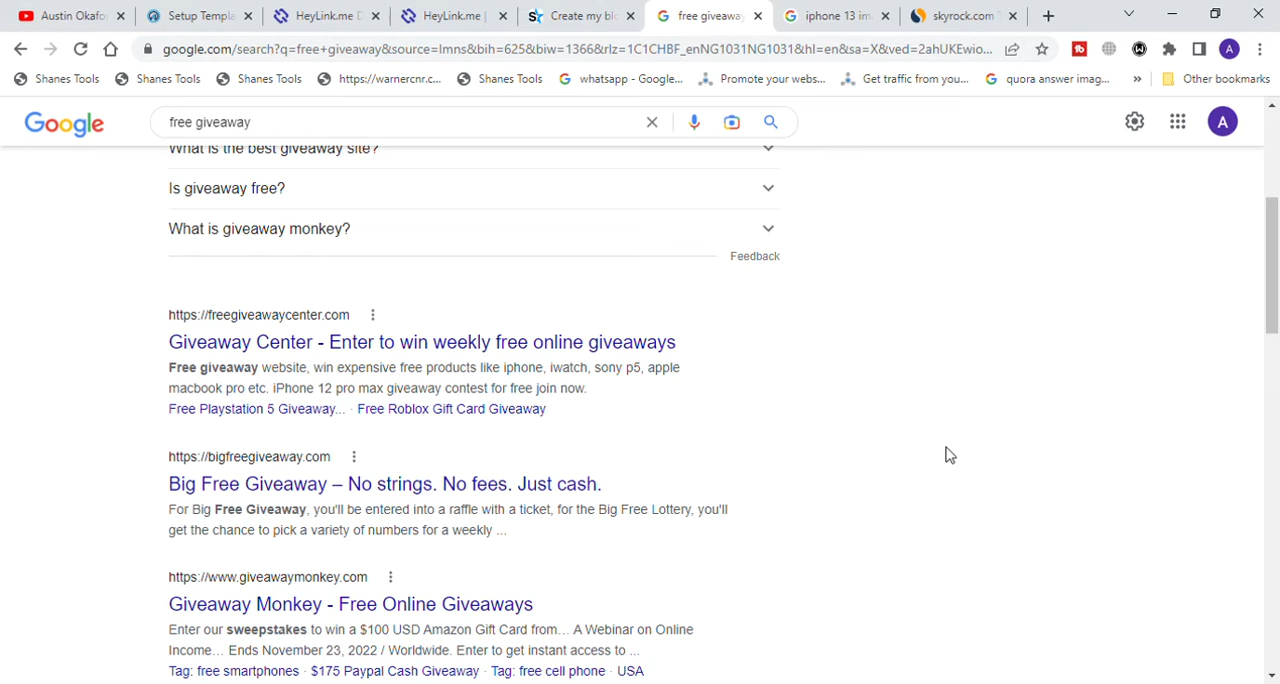 Austin Okafo
Setup Templa
HeyLink.me D
HeyLink.me |
Create my blo
free giveaway
iphone 13 im
skyrock.com T
google.com/search?q=free+giveaway&source=lmns&bih=625&biw=1366&rlz=1C1CHBF_enNG1031NG1031&hl=en&sa=X&ved=2ahUKEwio...
A
Shanes Tools
Shanes Tools
Shanes Tools
https://warnercnr.c...
Shanes Tools
whatsapp - Google...
Promote your webs...
Get traffic from you...
quora answer imag...
»
Other bookmarks
Google
free giveaway
A
What is the best giveaway site?
Is giveaway free?
What is giveaway monkey?
Feedback
https://freegiveawaycenter.com
Giveaway Center - Enter to win weekly free online giveaways
Free giveaway website, win expensive free products like iphone, iwatch, sony p5, apple
macbook pro etc. iPhone 12 pro max giveaway contest for free join now.
Free Playstation 5 Giveaway... · Free Roblox Gift Card Giveaway
https://bigfreegiveaway.com
Big Free Giveaway – No strings. No fees. Just cash.
For Big Free Giveaway, you'll be entered into a raffle with a ticket, for the Big Free Lottery, you'll
get the chance to pick a variety of numbers for a weekly ...
https://www.giveawaymonkey.com
Giveaway Monkey - Free Online Giveaways
Enter our sweepstakes to win a $100 USD Amazon Gift Card from... A Webinar on Online
Income... Ends November 23, 2022 / Worldwide. Enter to get instant access to ...
Tag: free smartphones · $175 Paypal Cash Giveaway · Tag: free cell phone · USA